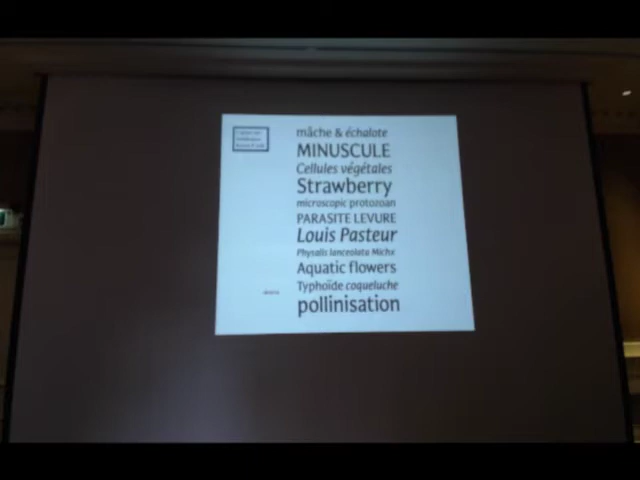 mâche & échalote
MINUSCULE
Cellules végétales
Strawberry
microscopic protozoan
PARASITE LEVURE
Louis Pasteur
Physalis lanceolata Michx
Aquatic flowers
Typhoïde coqueluche
pollinisation